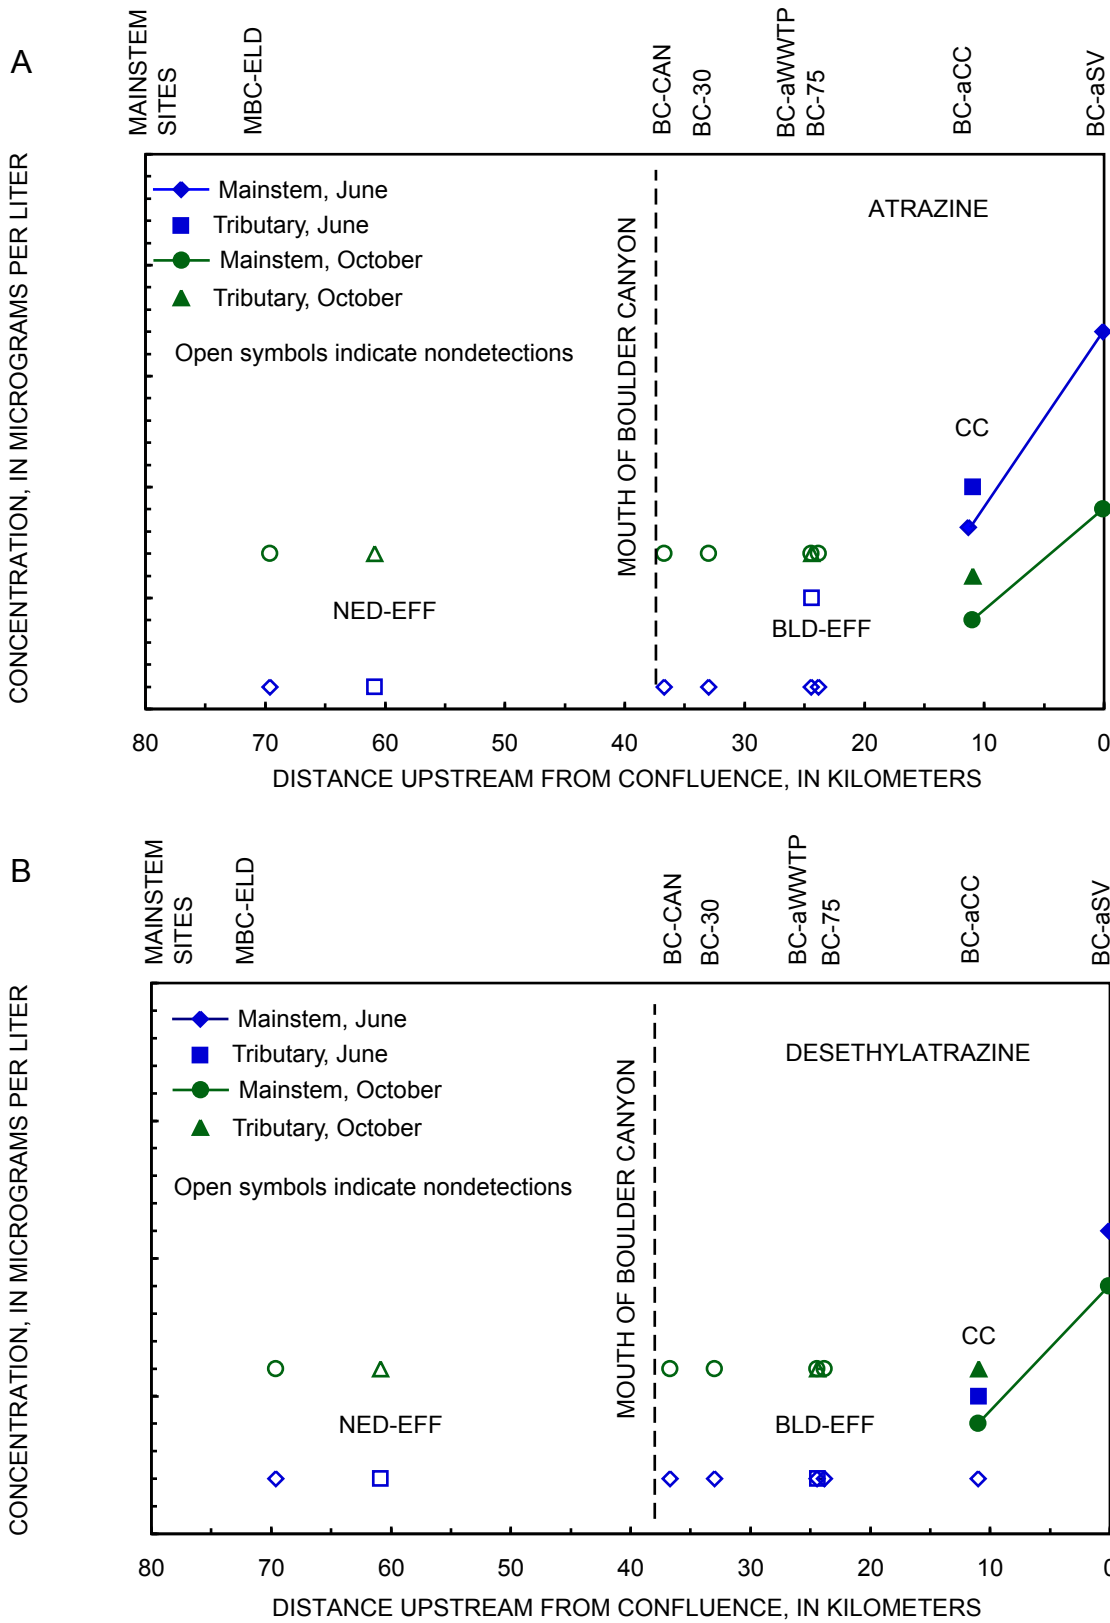 A
MAINSTEM
SITES
MBC-ELD
BC-CAN
BC-30
BC-aWWTP
BC-75
BC-aCC
BC-aSV
CONCENTRATION, IN MICROGRAMS PER LITER
Mainstem, June
Tributary, June
Mainstem, October
Tributary, October
Open symbols indicate nondetections
MOUTH OF BOULDER CANYON
ATRAZINE
CC
NED-EFF
BLD-EFF
80 70 60 50 40 30 20 10 0
DISTANCE UPSTREAM FROM CONFLUENCE, IN KILOMETERS
B
MAINSTEM
SITES
MBC-ELD
BC-CAN
BC-30
BC-aWWTP
BC-75
BC-aCC
BC-aSV
CONCENTRATION, IN MICROGRAMS PER LITER
Mainstem, June
Tributary, June
Mainstem, October
Tributary, October
Open symbols indicate nondetections
MOUTH OF BOULDER CANYON
DESETHYLATRAZINE
CC
NED-EFF
BLD-EFF
80 70 60 50 40 30 20 10 0
DISTANCE UPSTREAM FROM CONFLUENCE, IN KILOMETERS